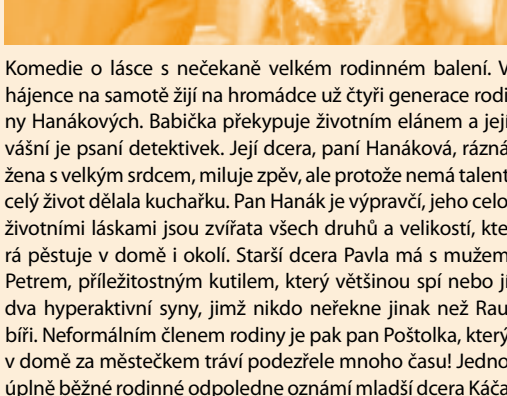 Komedie o lásce s nečekaně velkém rodinném balení. V
hájence na samotě žijí na hromádce už čtyři generace rodi
ny Hanákových. Babička překypuje životním elánem a její
vášní je psaní detektivek. Její dcera, paní Hanáková, rázná
žena s velkým srdcem, miluje zpěv, ale protože nemá talent
celý život dělala kuchařku. Pan Hanák je výpravčí, jeho celo
životními láskami jsou zvířata všech druhů a velikostí, kte
rá pěstuje v domě i okolí. Starší dcera Pavla má s mužem
Petrem, příležitostným kutilem, který většinou spí nebo jí
dva hyperaktivní syny, jimž nikdo neřekne jinak než Rau
bíři. Neformálním členem rodiny je pak pan Poštolka, který
v domě za městečkem tráví podezřele mnoho času! Jedno
úplně běžné rodinné odpoledne oznámí mladší dcera Káča